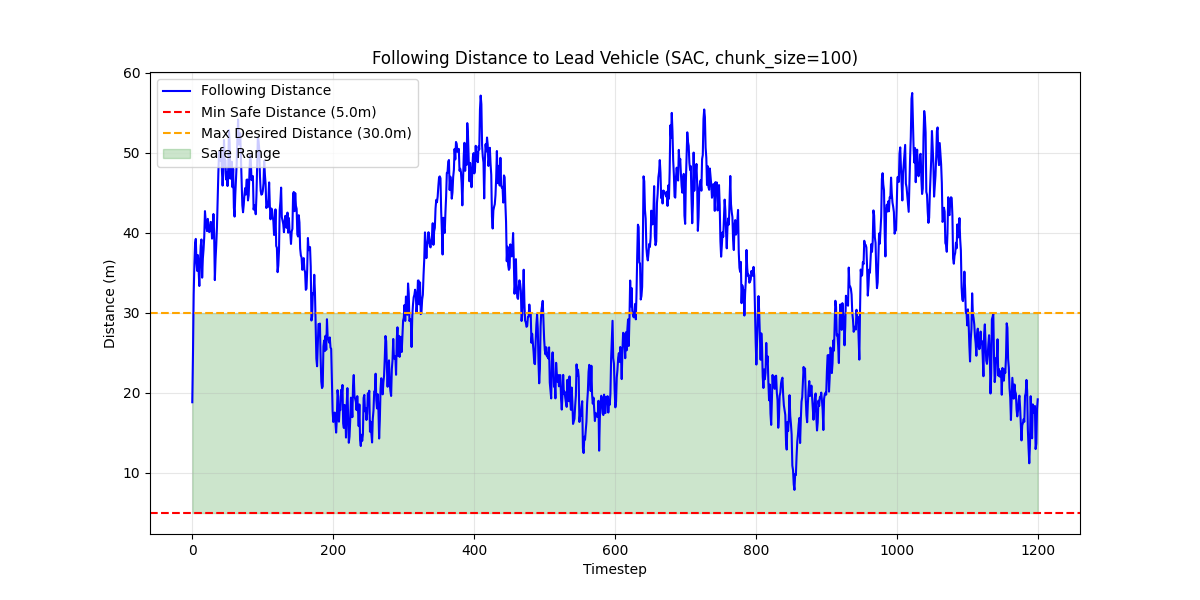 Following Distance to Lead Vehicle (SAC, chunk_size=100)
Following Distance
Min Safe Distance (5.0m)
Max Desired Distance (30.0m)
Safe Range
Distance (m)
60
50
40
30
20
10
0 200 400 600 800 1000 1200
Timestep